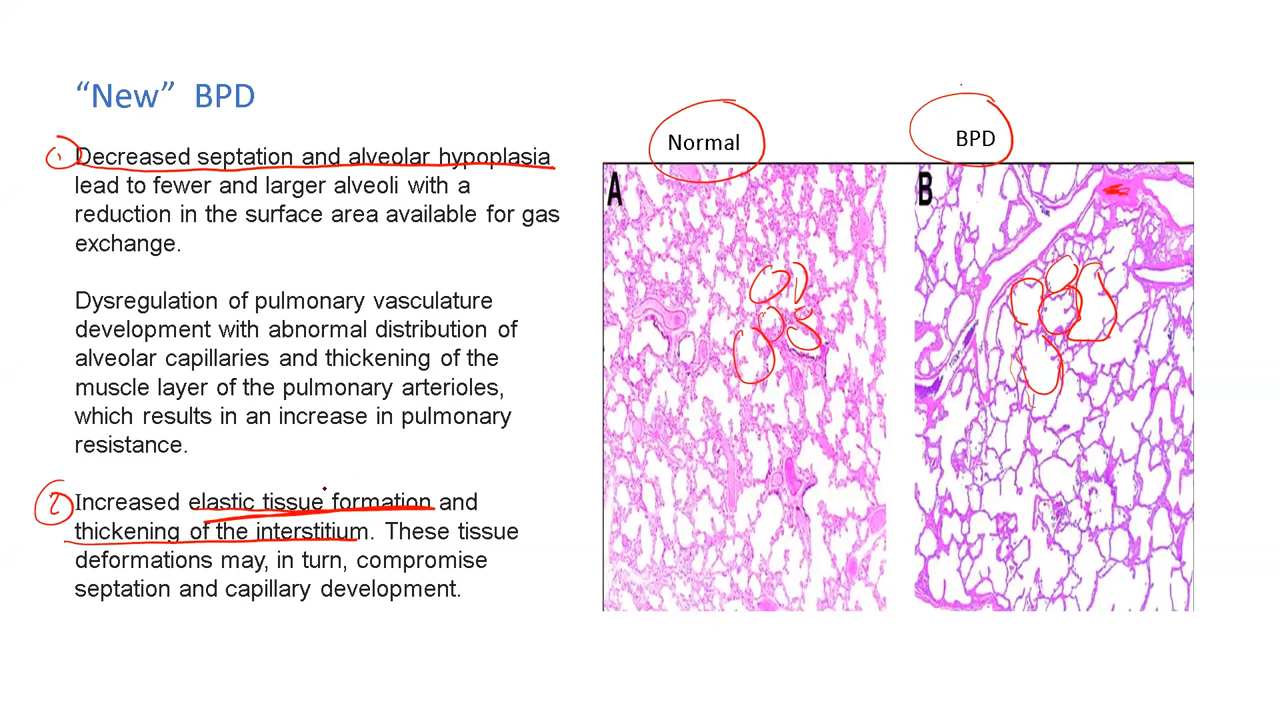 “New” BPD
1 Decreased septation and alveolar hypoplasia
lead to fewer and larger alveoli with a
reduction in the surface area available for gas
exchange.
Dysregulation of pulmonary vasculature
development with abnormal distribution of
alveolar capillaries and thickening of the
muscle layer of the pulmonary arterioles,
which results in an increase in pulmonary
resistance.
2 Increased elastic tissue formation and
thickening of the interstitium. These tissue
deformations may, in turn, compromise
septation and capillary development.
Normal
BPD
A
B